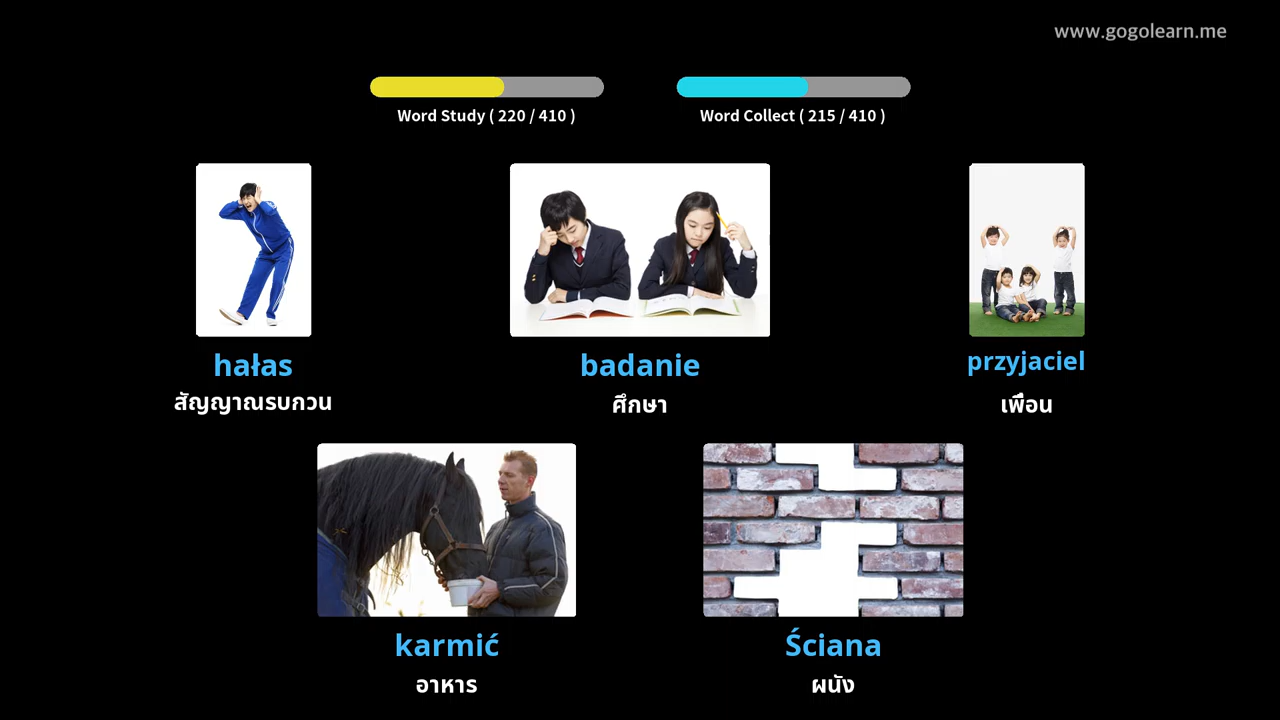 www.gogolearn.me
Word Study ( 220 / 410 )
Word Collect ( 215 / 410 )
hałas
สัญญาณรบกวน
badanie
ศึกษา
przyjaciel
เพื่อน
karmić
อาหาร
Ściana
ผนัง